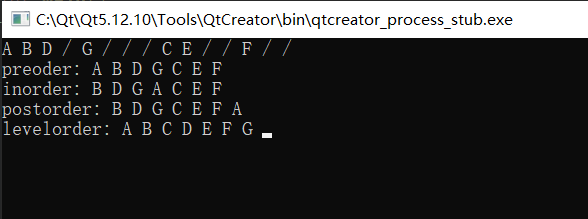 C:\Qt\Qt5.12.10\Tools\QtCreator\bin\qtcreator_process_stub.exe
A B D / G / / / C E / / F / /
preoder: A B D G C E F
inorder: B D G A C E F
postorder: B D G C E F A
levelorder: A B C D E F G